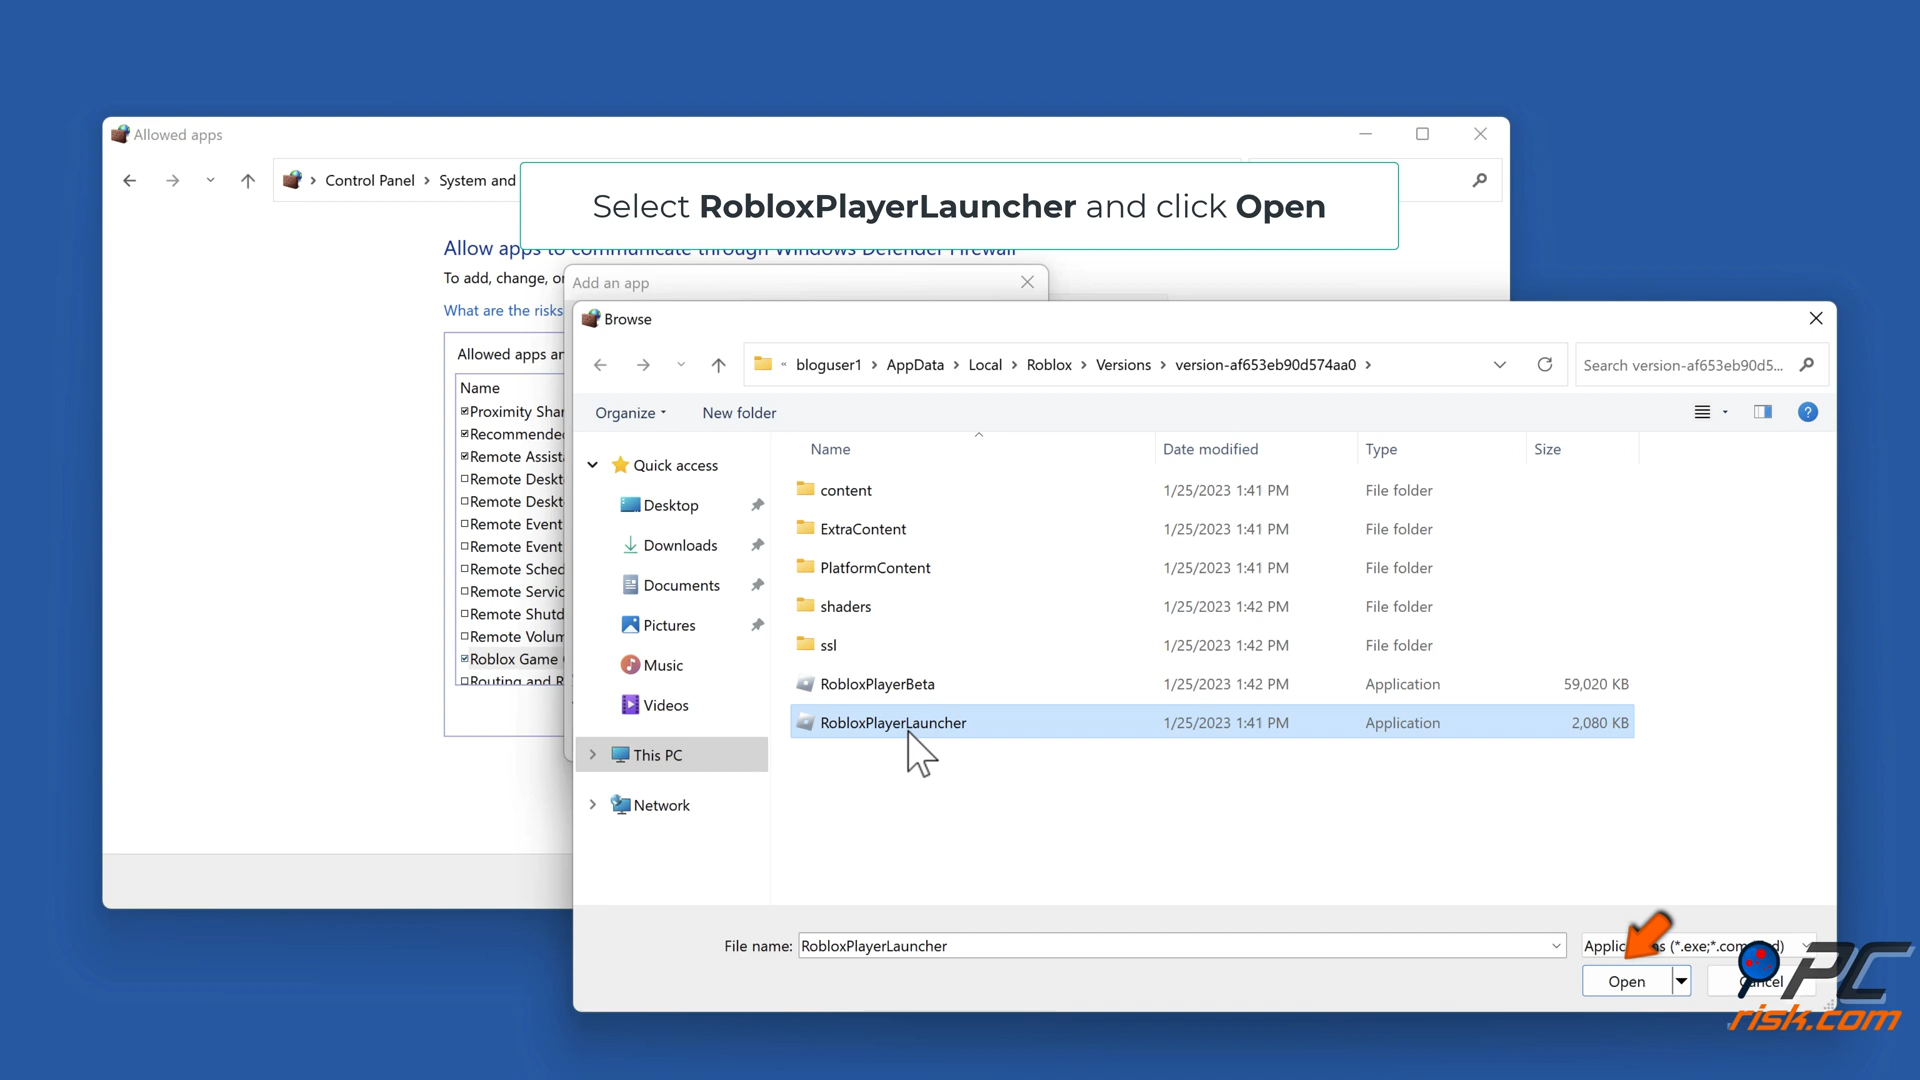 Allowed apps
Control Panel > System and
Select RobloxPlayerLauncher and click Open
Allow apps to communicate through Windows Defender Firewall
To add, change, or
What are the risks
Add an app
Browse
« bloguser1 > AppData > Local > Roblox > Versions > version-af653eb90d574aa0 >
Search version-af653eb90d5...
Allowed apps an
Name
Proximity Shar
Recommended
Remote Assista
Remote Deskt
Remote Deskt
Remote Event
Remote Event
Remote Sched
Remote Servic
Remote Shutd
Remote Volum
Roblox Game
Routing and R
Organize
New folder
Quick access
Desktop
Downloads
Documents
Pictures
Music
Videos
This PC
Network
Name Date modified Type Size
content 1/25/2023 1:41 PM File folder
ExtraContent 1/25/2023 1:41 PM File folder
PlatformContent 1/25/2023 1:41 PM File folder
shaders 1/25/2023 1:42 PM File folder
ssl 1/25/2023 1:42 PM File folder
RobloxPlayerBeta 1/25/2023 1:42 PM Application 59,020 KB
RobloxPlayerLauncher 1/25/2023 1:41 PM Application 2,080 KB
File name: RobloxPlayerLauncher
(*.exe;*.com
Open
Cancel
PC
risk.com